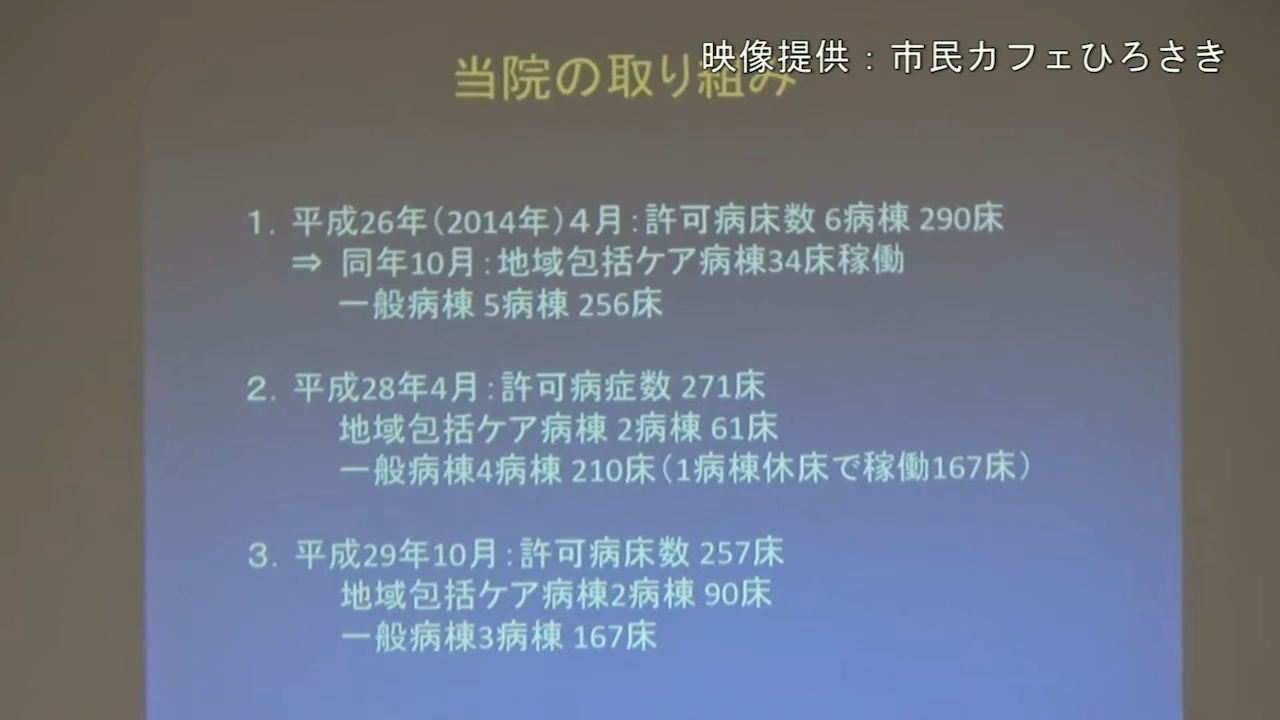 映像提供：市民カフェひろさき
当院の取り組み
1. 平成26年（2014年）4月：許可病床数 6病棟 290床
⇒ 同年10月：地域包括ケア病棟34床稼働
一般病棟 5病棟 256床
2. 平成28年4月：許可病症数 271床
地域包括ケア病棟 2病棟 61床
一般病棟4病棟 210床（1病棟休床で稼働167床）
3. 平成29年10月：許可病床数 257床
地域包括ケア病棟2病棟 90床
一般病棟3病棟 167床